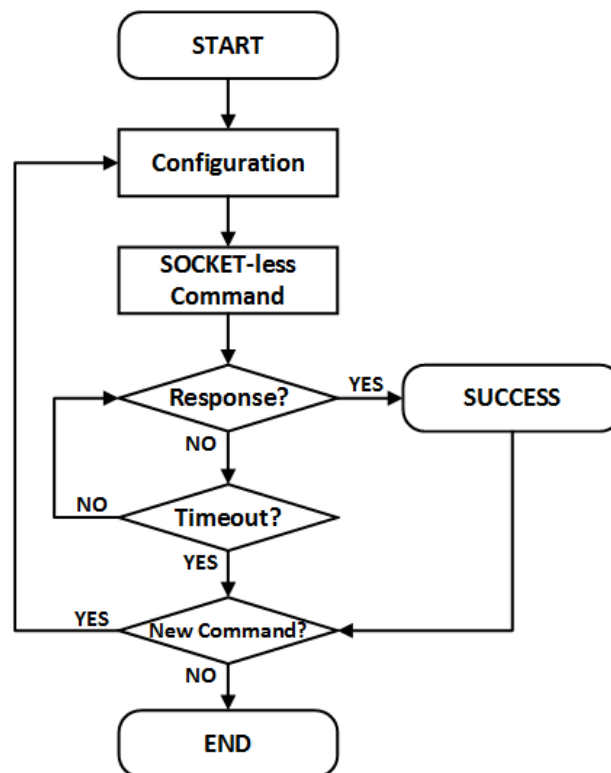 START
Configuration
SOCKET-less
Command
Response?
YES
SUCCESS
NO
NO
Timeout?
YES
YES
New Command?
NO
END